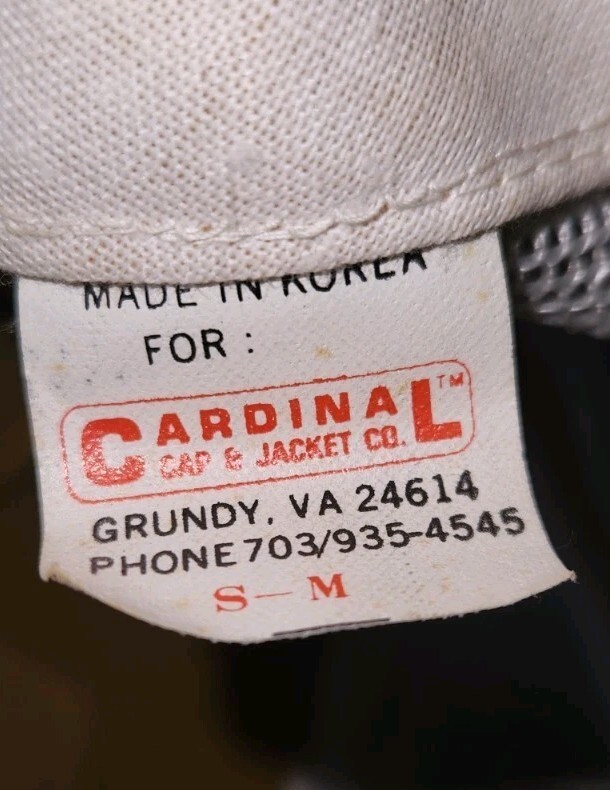 MADE IN KOREA
FOR :
CARDINAL™
CAP & JACKET CO.
GRUNDY, VA 24614
PHONE 703/935-4545
S — M